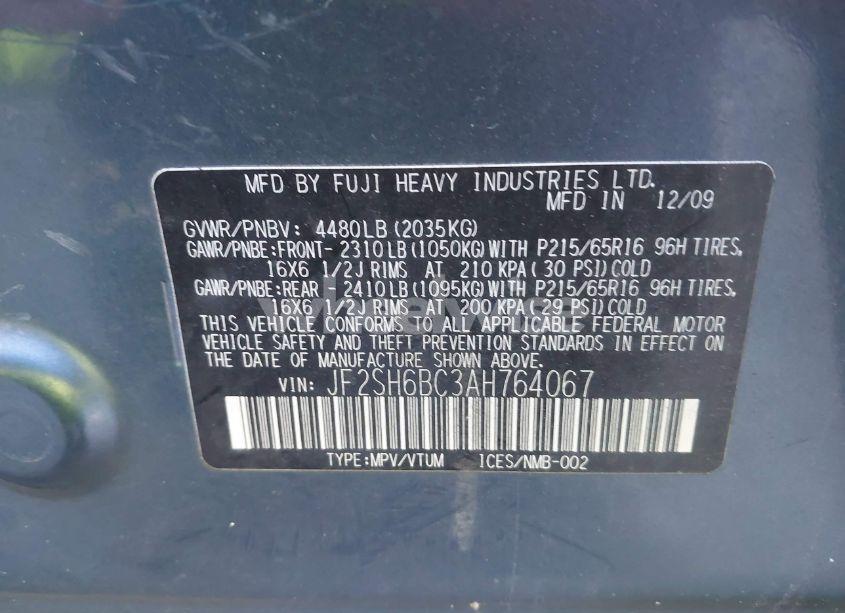 MFD BY FUJI HEAVY INDUSTRIES LTD.
MFD IN 12/09
GVWR/PNBV: 4480LB(2035KG)
GAWR/PNBE:FRONT- 2310LB(1050KG)WITH P215/65R16 96H TIRES,
16X6 1/2J RIMS AT 210 KPA( 30 PSI)COLD
GAWR/PNBE:REAR - 2410LB(1095KG)WITH P215/65R16 96H TIRES,
16X6 1/2J RIMS AT 200 KPA(29 PSI)COLD
THIS VEHICLE CONFORMS TO ALL APPLICABLE FEDERAL MOTOR
VEHICLE SAFETY AND THEFT PREVENTION STANDARDS IN EFFECT ON
THE DATE OF MANUFACTURE SHOWN ABOVE.
VIN: JF2SH6BC3AH764067
TYPE:MPV/VTUM ICES/NMB-002